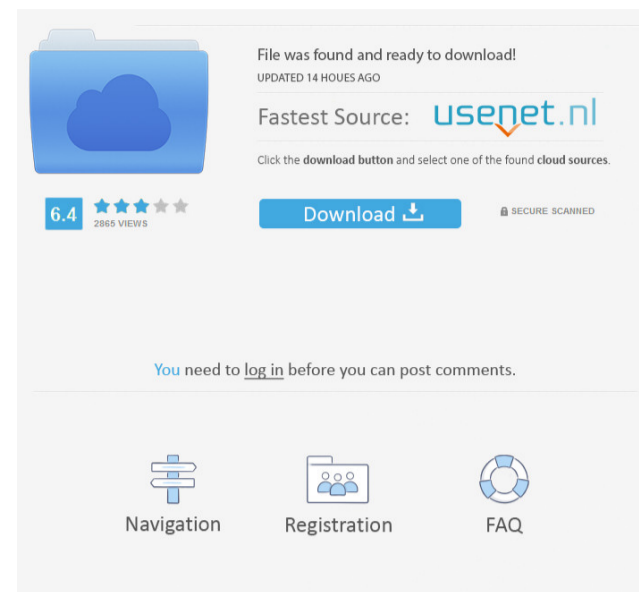 File was found and ready to download!
UPDATED 14 HOUES AGO
Fastest Source: usenet.nl
Click the download button and select one of the found cloud sources.
6.4
2865 VIEWS
Download
SECURE SCANNED
You need to log in before you can post comments.
Navigation
Registration
FAQ